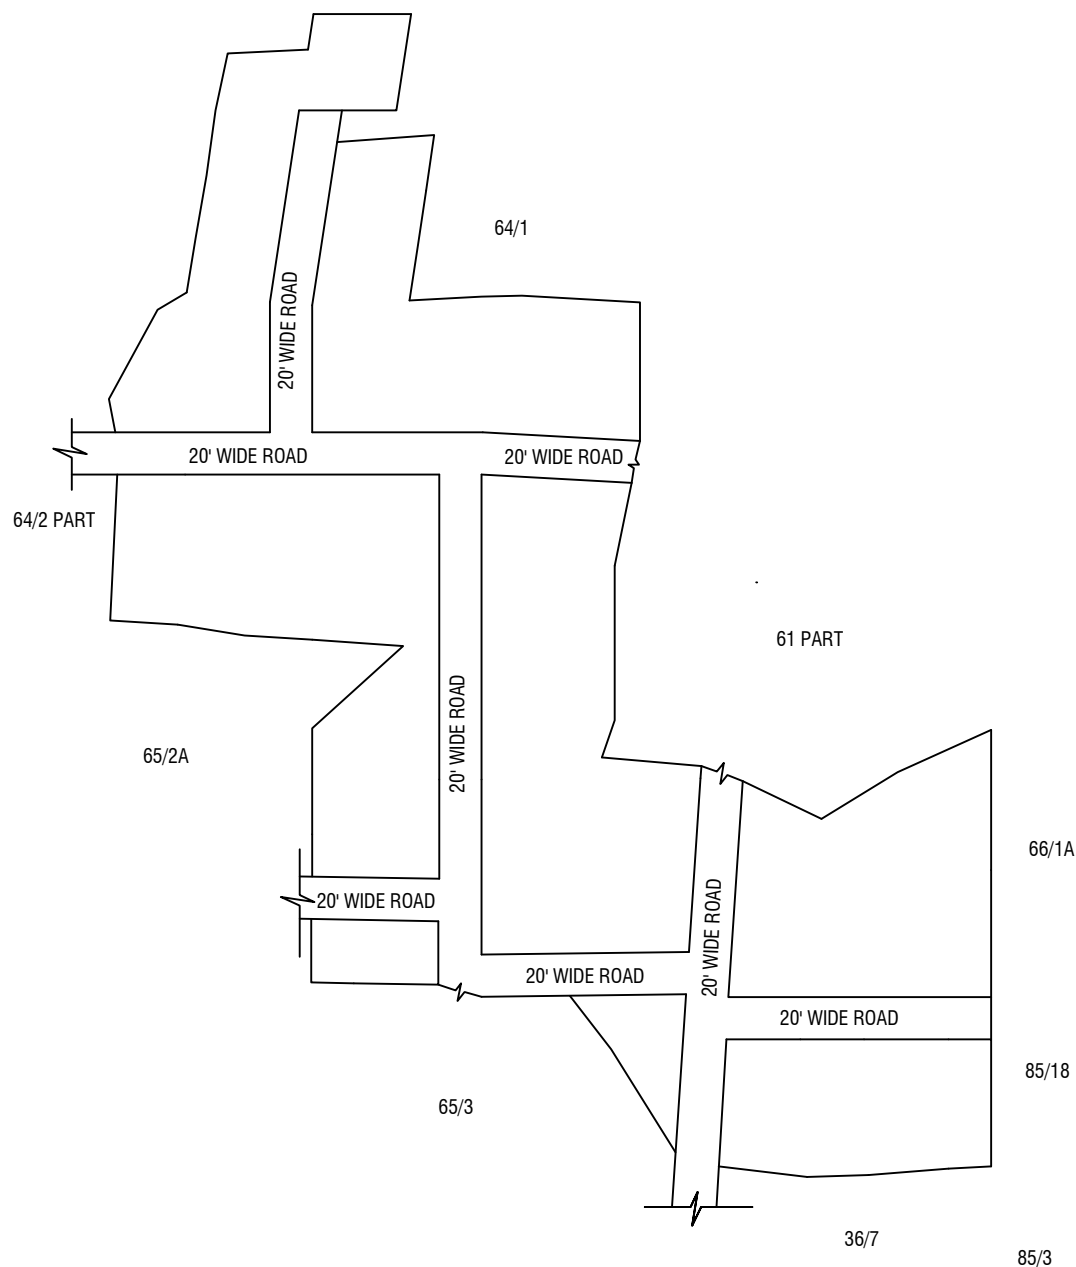 64/1
20' WIDE ROAD
20' WIDE ROAD
20' WIDE ROAD
64/2 PART
61 PART
20' WIDE ROAD
65/2A
66/1A
20' WIDE ROAD
20' WIDE ROAD
20' WIDE ROAD
20' WIDE ROAD
85/18
65/3
36/7
85/3